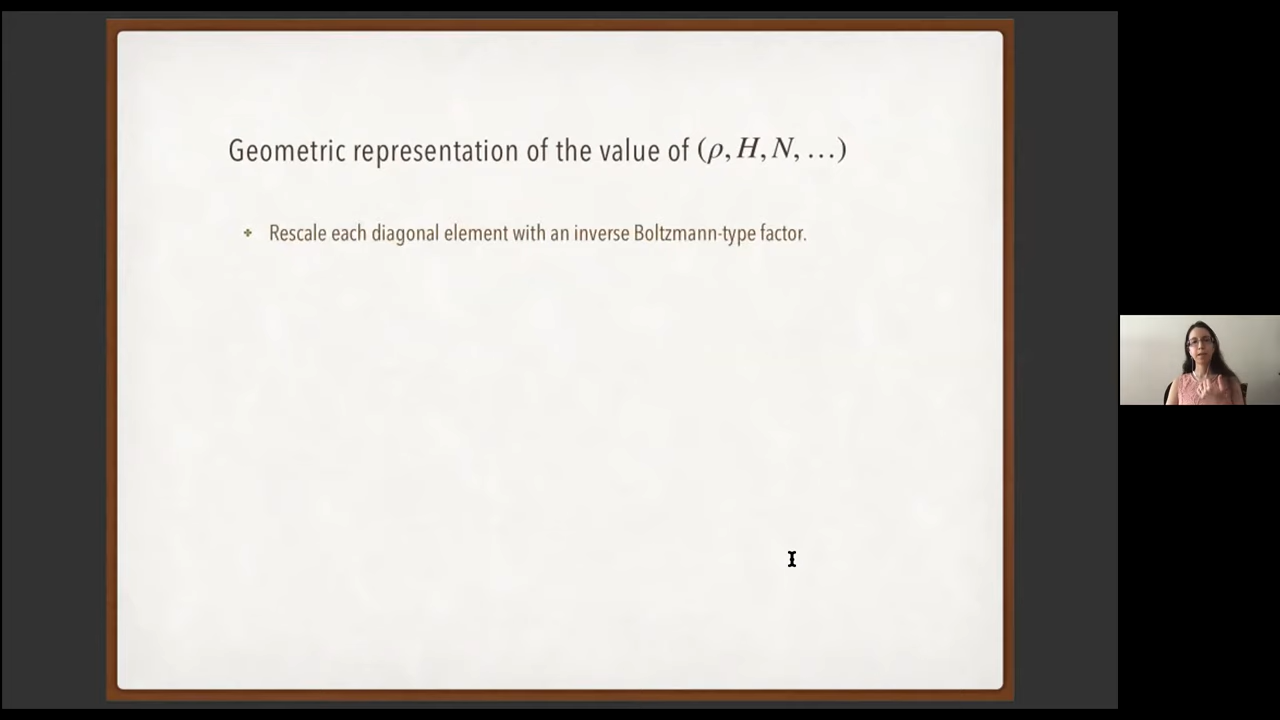 Geometric representation of the value of (ρ, H, N, …)
Rescale each diagonal element with an inverse Boltzmann-type factor.